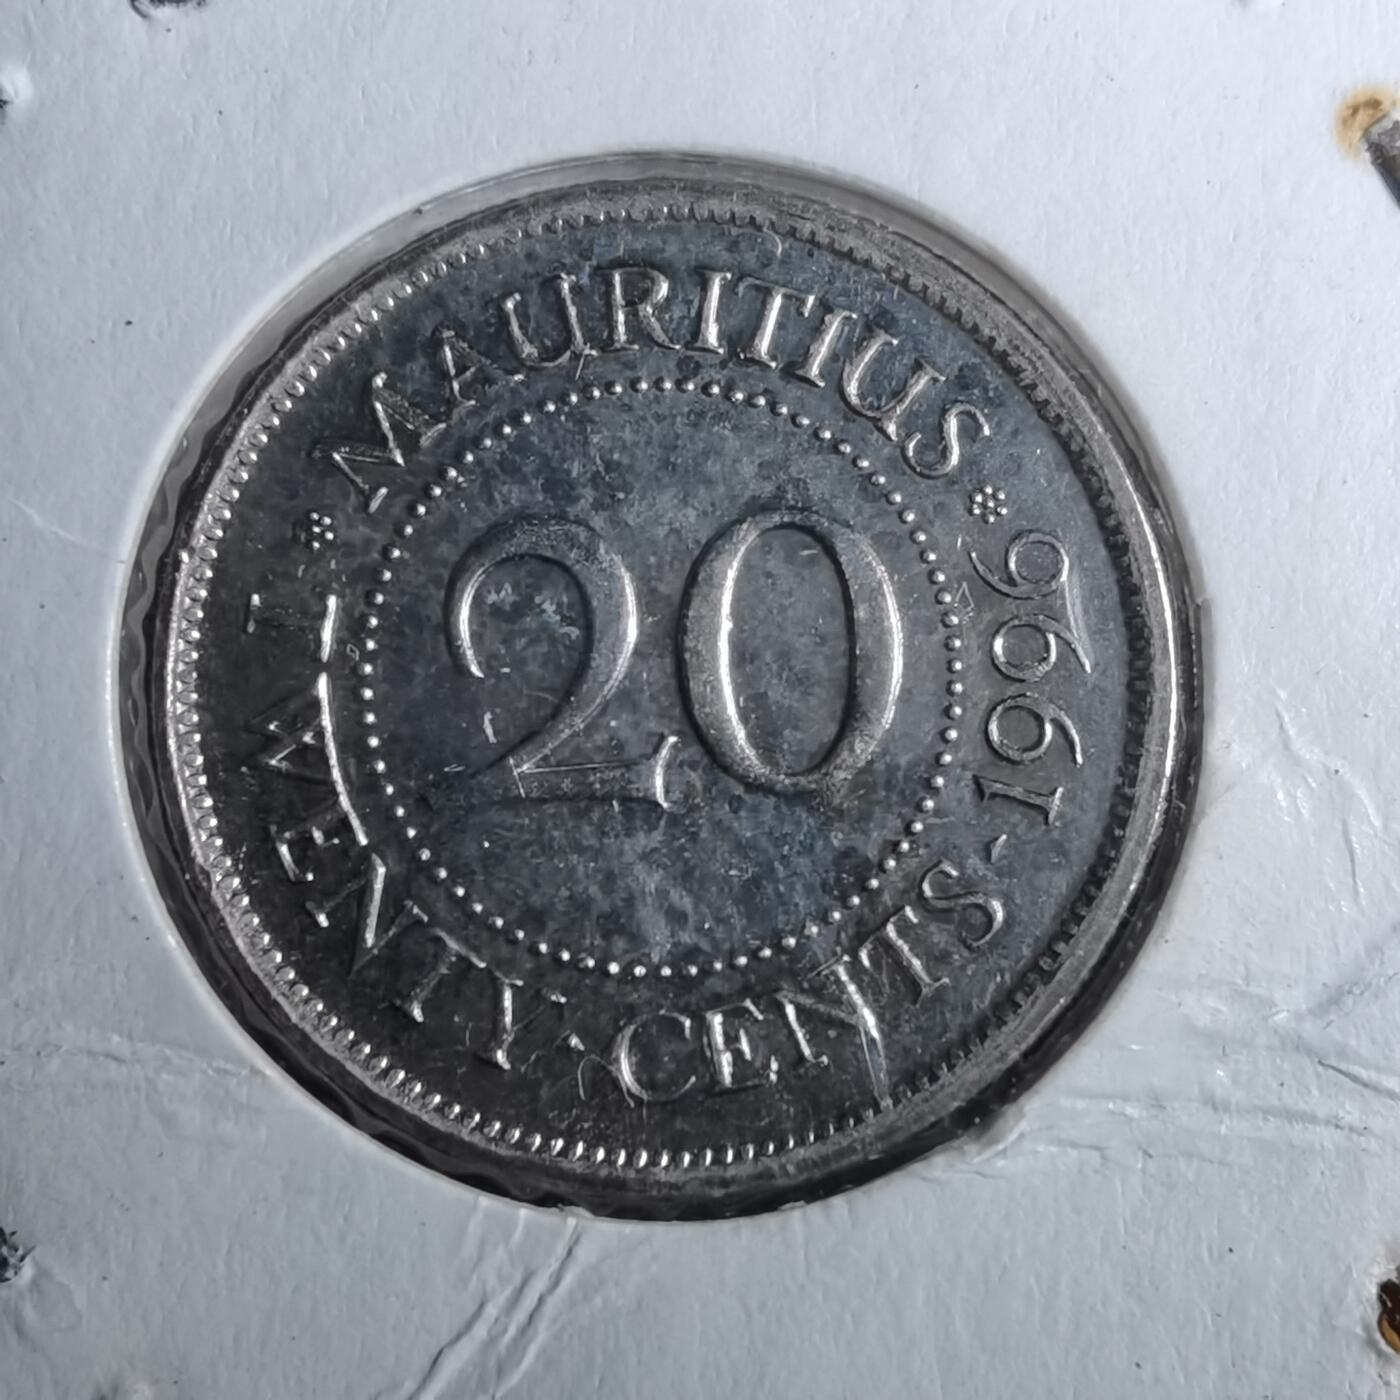 MAURITIUS
20
TWENTY · CENTS · 1996